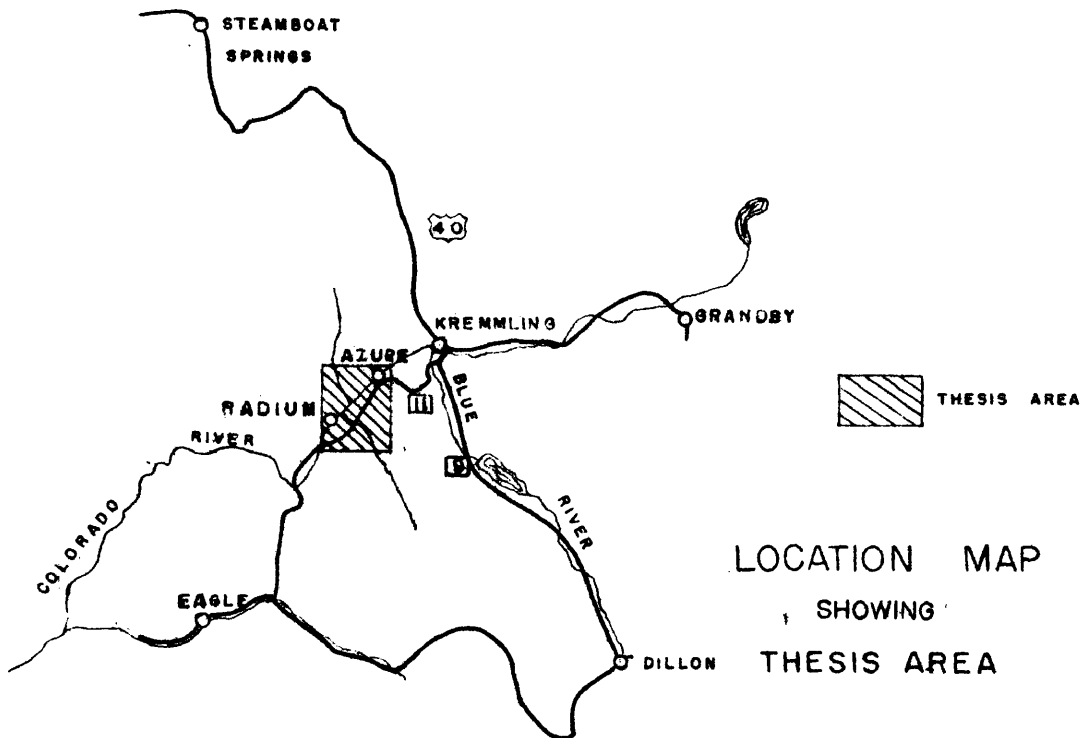 STEAMBOAT
SPRINGS
40
KREMMLING
GRANDBY
AZURE
11
BLUE
RADIUM
THESIS AREA
RIVER
9
COLORADO
RIVER
LOCATION MAP
SHOWING
THESIS AREA
EAGLE
DILLON